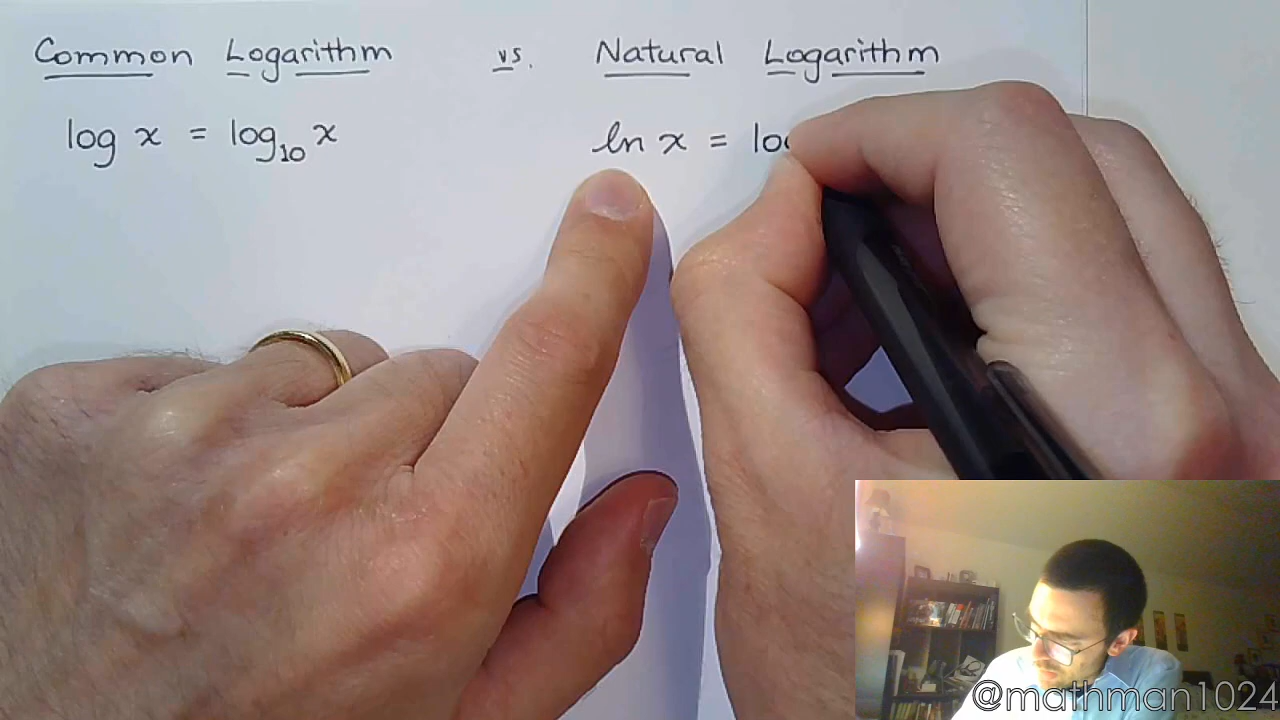 Common Logarithm vs. Natural Logarithm
log x = log₁₀ x ln x = lo
@mathman1024